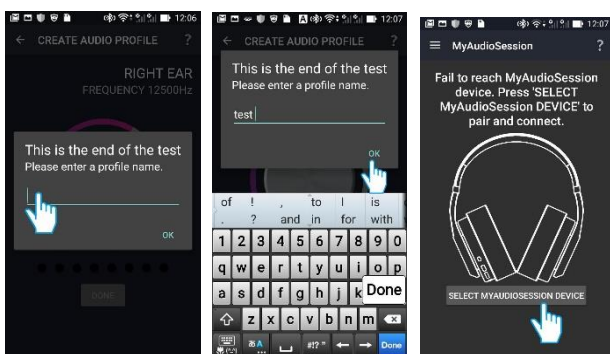 12:06
← CREATE AUDIO PROFILE ?
RIGHT EAR
FREQUENCY 12500Hz
This is the end of the test
Please enter a profile name.
OK
DONE
12:07
← CREATE AUDIO PROFILE ?
This is the end of the test
Please enter a profile name.
test
OK
of ! , to I is
. ? and in for with
1 2 3 4 5 6 7 8 9 0
q w e r t y u i o p
a s d f g h j k Done
z x c v b n m
#!? ← → Done
12:07
MyAudioSession ?
Fail to reach MyAudioSession
device. Press 'SELECT
MyAudioSession DEVICE' to
pair and connect.
SELECT MYAUDIOSESSION DEVICE